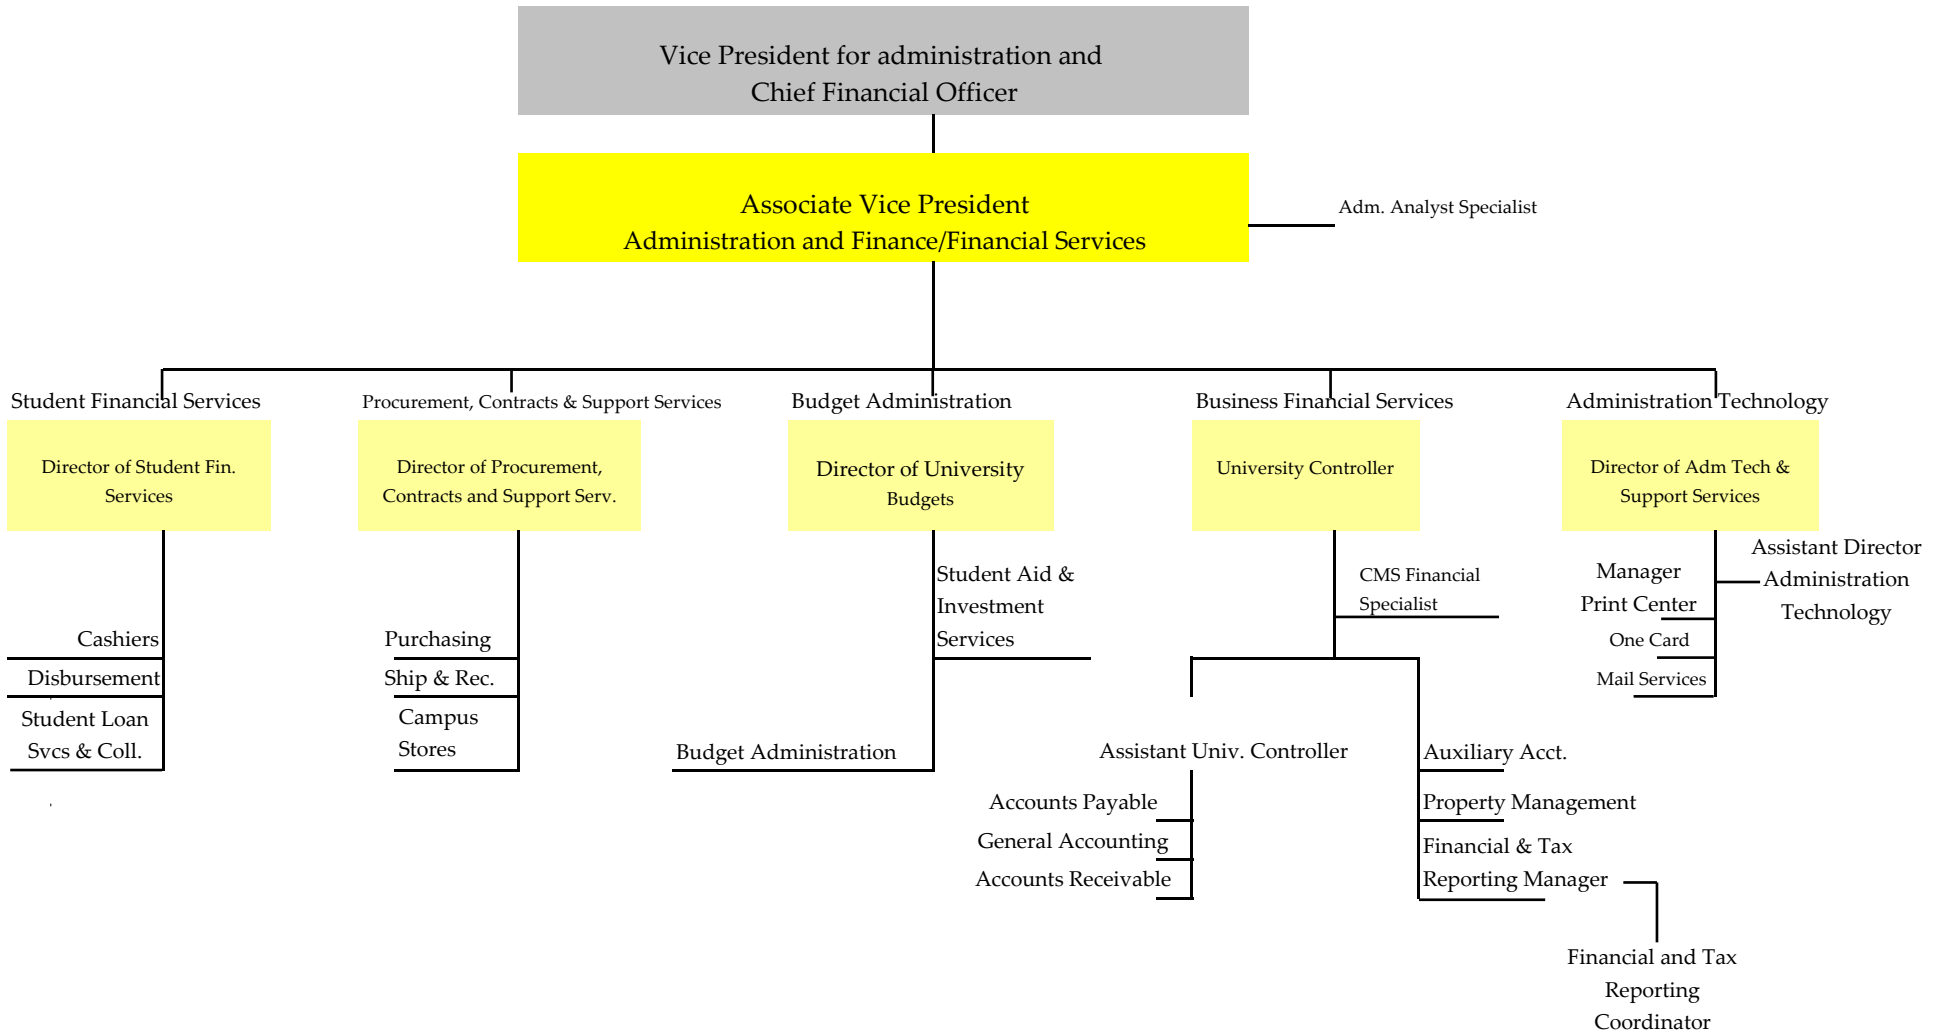 Vice President for administration and
Chief Financial Officer
Associate Vice President
Administration and Finance/Financial Services
Adm. Analyst Specialist
Student Financial Services
Procurement, Contracts & Support Services
Budget Administration
Business Financial Services
Administration Technology
Director of Student Fin.
Services
Director of Procurement,
Contracts and Support Serv.
Director of University
Budgets
University Controller
Director of Adm Tech &
Support Services
Cashiers
Disbursement
Student Loan
Svcs & Coll.
Purchasing
Ship & Rec.
Campus
Stores
Student Aid &
Investment
Services
Budget Administration
CMS Financial
Specialist
Assistant Univ. Controller
Accounts Payable
General Accounting
Accounts Receivable
Auxiliary Acct.
Property Management
Financial & Tax
Reporting Manager
Financial and Tax
Reporting
Coordinator
Manager
Print Center
One Card
Mail Services
Assistant Director
Administration
Technology